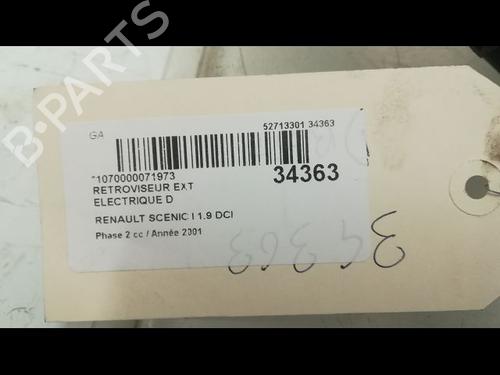 B-PARTS
GA
52713301 34363
*1070000071973
RETROVISEUR EXT
ELECTRIQUE D
34363
RENAULT SCENIC I 1.9 DCI
Phase 2 cc / Année 2001
34363